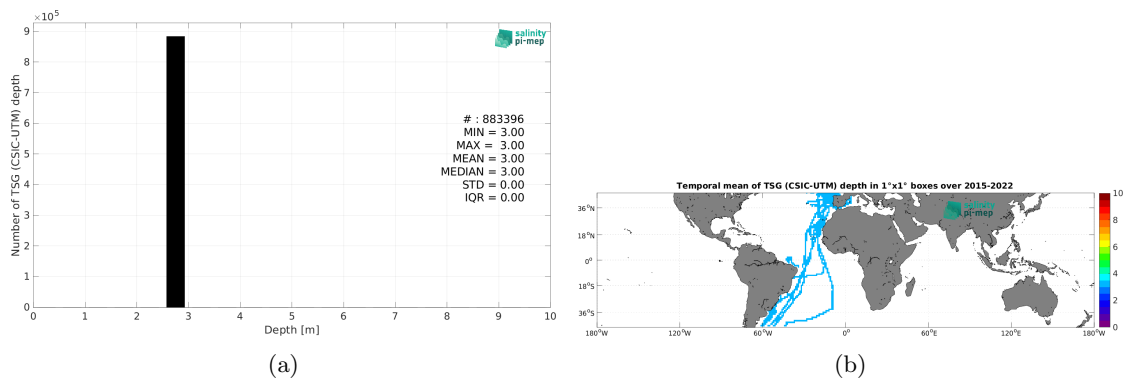 ×10⁵
9
8
7
6
5
4
3
2
1
0
Number of TSG (CSIC-UTM) depth
0 1 2 3 4 5 6 7 8 9 10
Depth [m]
salinity
pi-mep
# : 883396
MIN = 3.00
MAX = 3.00
MEAN = 3.00
MEDIAN = 3.00
STD = 0.00
IQR = 0.00
(a)
Temporal mean of TSG (CSIC-UTM) depth in 1°x1° boxes over 2015-2022
36°N
18°N
0°
18°S
36°S
180°W 120°W 60°W 0° 60°E 120°E 180°E
salinity
pi-mep
10
8
6
4
2
0
(b)